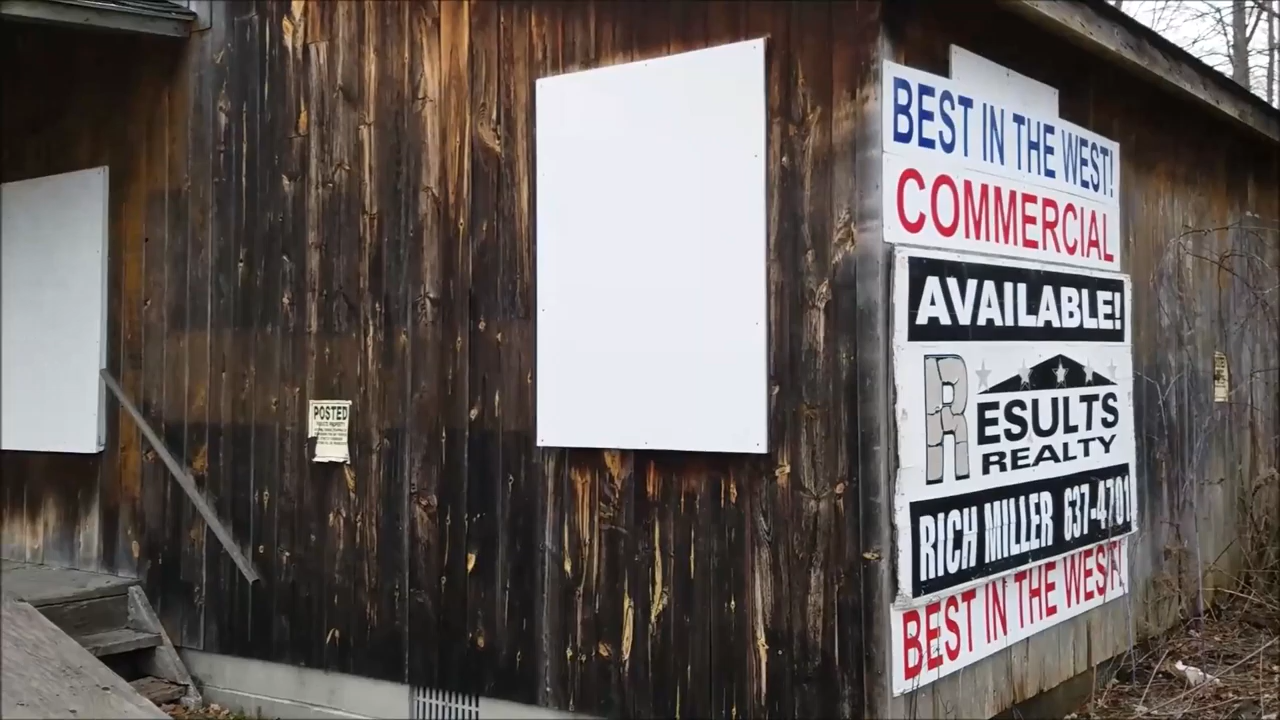 POSTED
BEST IN THE WEST!
COMMERCIAL
AVAILABLE!
RESULTS
REALTY
RICH MILLER 637-4701
BEST IN THE WEST!